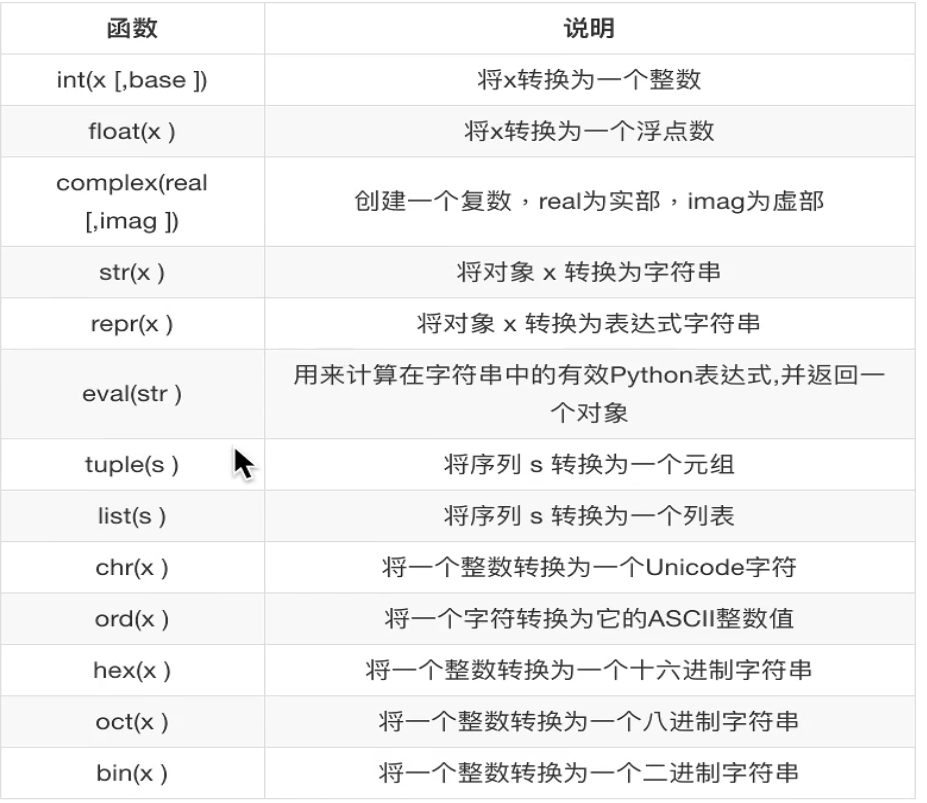 函数 说明
int(x [,base ]) 将x转换为一个整数
float(x ) 将x转换为一个浮点数
complex(real
[,imag ]) 创建一个复数，real为实部，imag为虚部
str(x ) 将对象 x 转换为字符串
repr(x ) 将对象 x 转换为表达式字符串
eval(str ) 用来计算在字符串中的有效Python表达式,并返回一
个对象
tuple(s ) 将序列 s 转换为一个元组
list(s ) 将序列 s 转换为一个列表
chr(x ) 将一个整数转换为一个Unicode字符
ord(x ) 将一个字符转换为它的ASCII整数值
hex(x ) 将一个整数转换为一个十六进制字符串
oct(x ) 将一个整数转换为一个八进制字符串
bin(x ) 将一个整数转换为一个二进制字符串